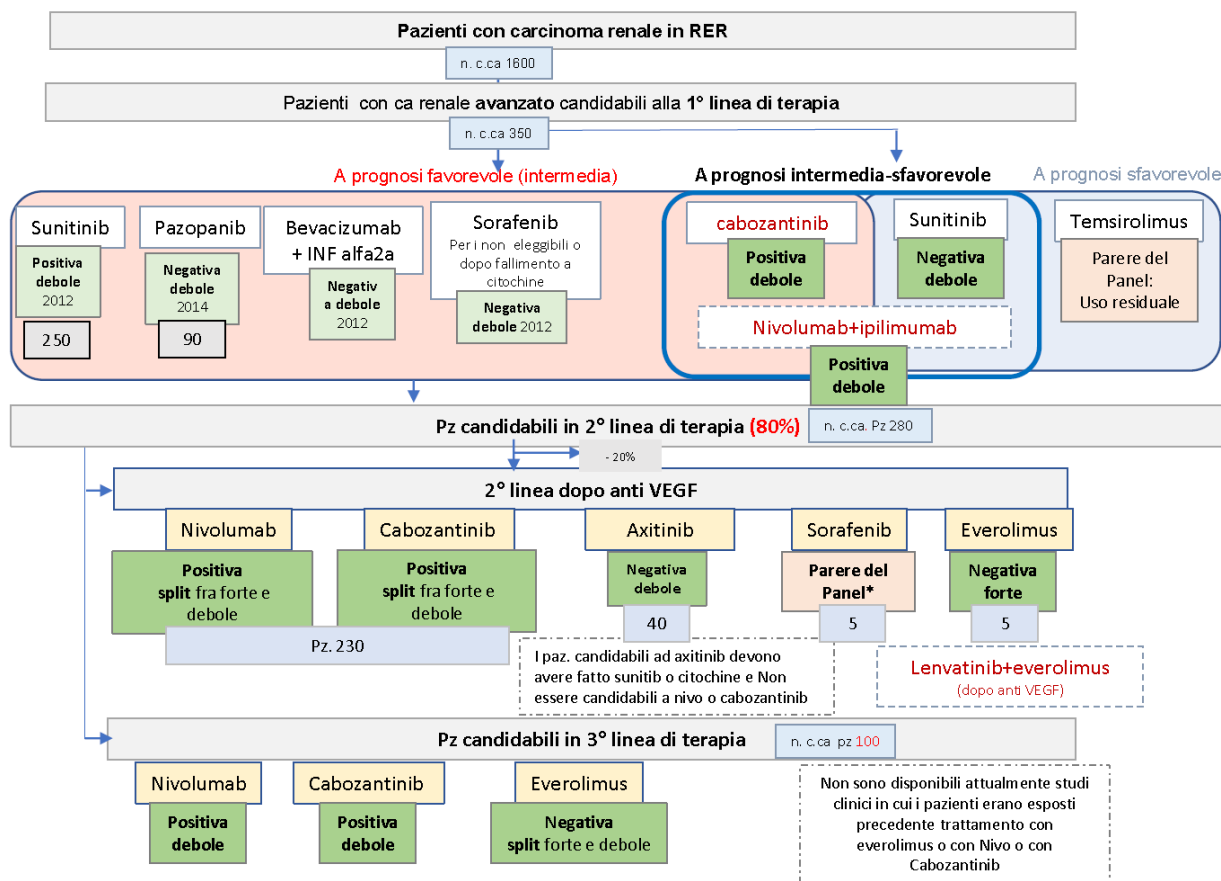 Pazienti con carcinoma renale in RER
n. c.ca 1600
Pazienti con ca renale avanzato candidabili alla 1° linea di terapia
n. c.ca 350
A prognosi favorevole (intermedia)
A prognosi intermedia-sfavorevole
A prognosi sfavorevole
Sunitinib
Positiva
debole
2012
250
Pazopanib
Negativa
debole
2014
90
Bevacizumab
+ INF alfa2a
Negativ
a debole
2012
Sorafenib
Per i non eleggibili o
dopo fallimento a
citochine
Negativa
debole 2012
cabozantinib
Positiva
debole
Sunitinib
Negativa
debole
Nivolumab+ipilimumab
Positiva
debole
Temsirolimus
Parere del
Panel:
Uso residuale
Pz candidabili in 2° linea di terapia (80%)
n. c.ca. Pz 280
- 20%
2° linea dopo anti VEGF
Nivolumab
Positiva
split fra forte e
debole
Cabozantinib
Positiva
split fra forte e
debole
Pz. 230
Axitinib
Negativa
debole
40
Sorafenib
Parere del
Panel*
5
Everolimus
Negativa
forte
5
I paz. candidabili ad axitinib devono
avere fatto sunitib o citochine e Non
essere candidabili a nivo o cabozantinib
Lenvatinib+everolimus
(dopo anti VEGF)
Pz candidabili in 3° linea di terapia
n. c.ca pz 100
Nivolumab
Positiva
debole
Cabozantinib
Positiva
debole
Everolimus
Negativa
split forte e debole
Non sono disponibili attualmente studi
clinici in cui i pazienti erano esposti
precedente trattamento con
everolimus o con Nivo o con
Cabozantinib